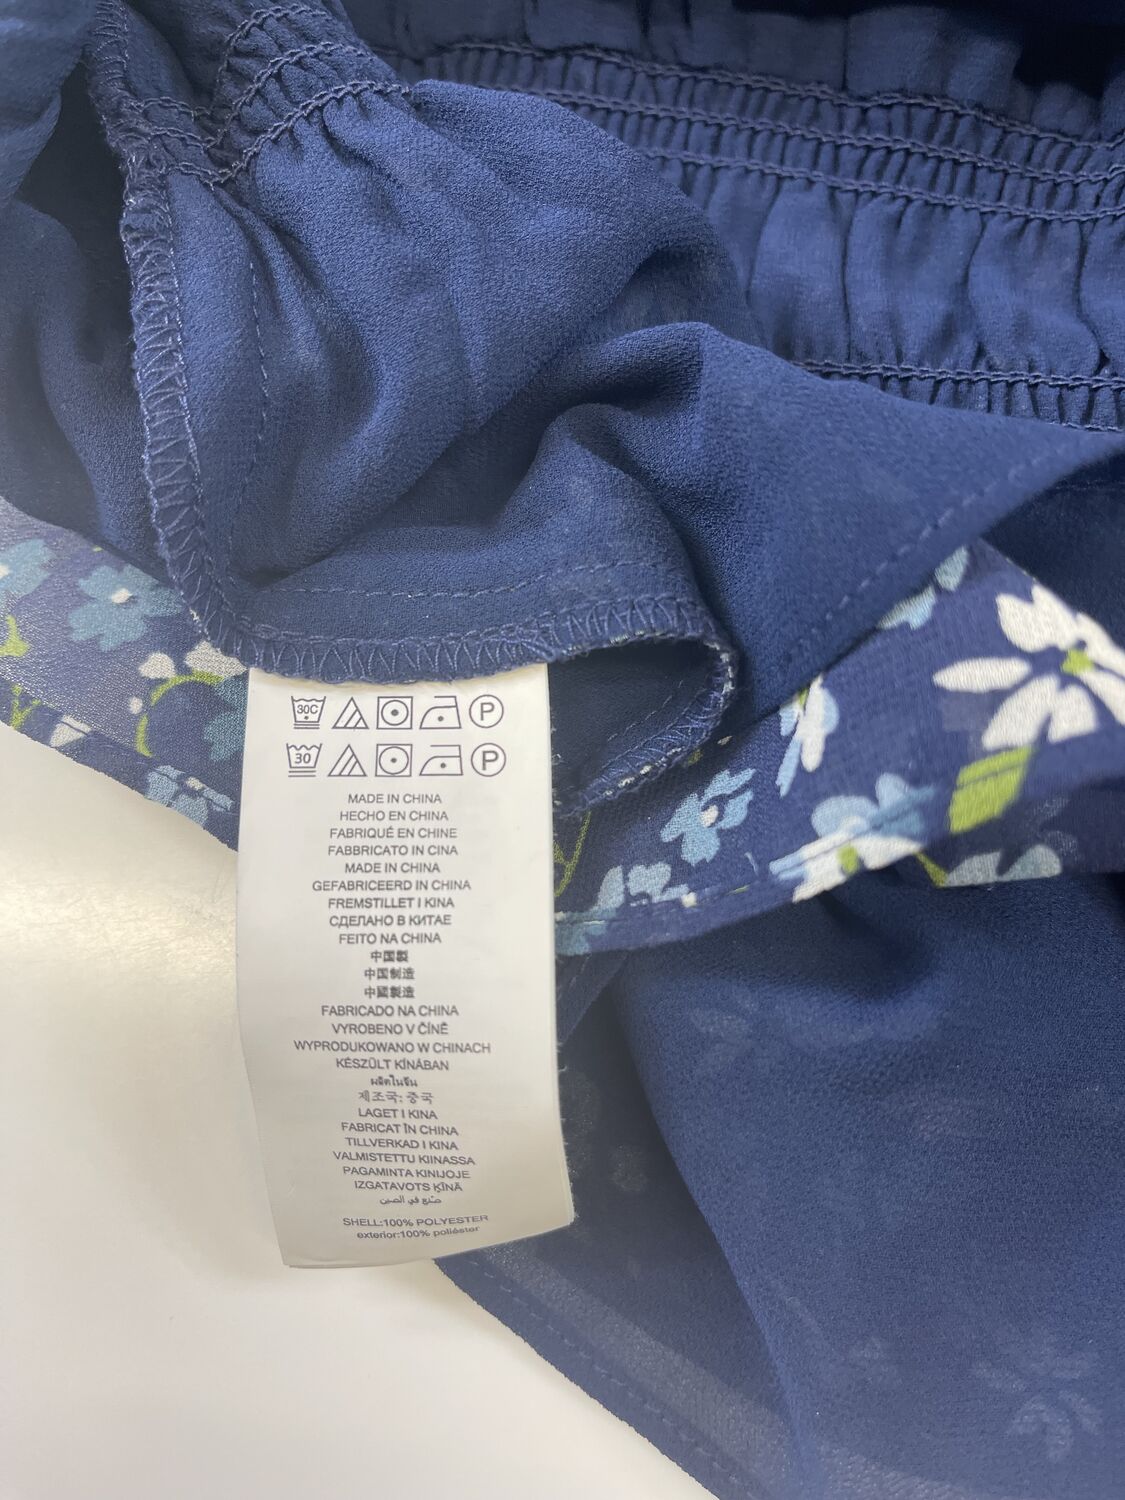 30C P
30 P
MADE IN CHINA
HECHO EN CHINA
FABRIQUÉ EN CHINE
FABBRICATO IN CINA
MADE IN CHINA
GEFABRICEERD IN CHINA
FREMSTILLET I KINA
СДЕЛАНО В КИТАЕ
FEITO NA CHINA
中国製
中国制造
中國製造
FABRICADO NA CHINA
VYROBENO V ČÍNĚ
WYPRODUKOWANO W CHINACH
KÉSZÜLT KÍNÁBAN
ผลิตในจีน
제조국: 중국
LAGET I KINA
FABRICAT ÎN CHINA
TILLVERKAD I KINA
VALMISTETTU KIINASSA
PAGAMINTA KINIJOJE
IZGATAVOTS ĶĪNĀ
صنع في الصين
SHELL:100% POLYESTER
exterior:100% poliéster